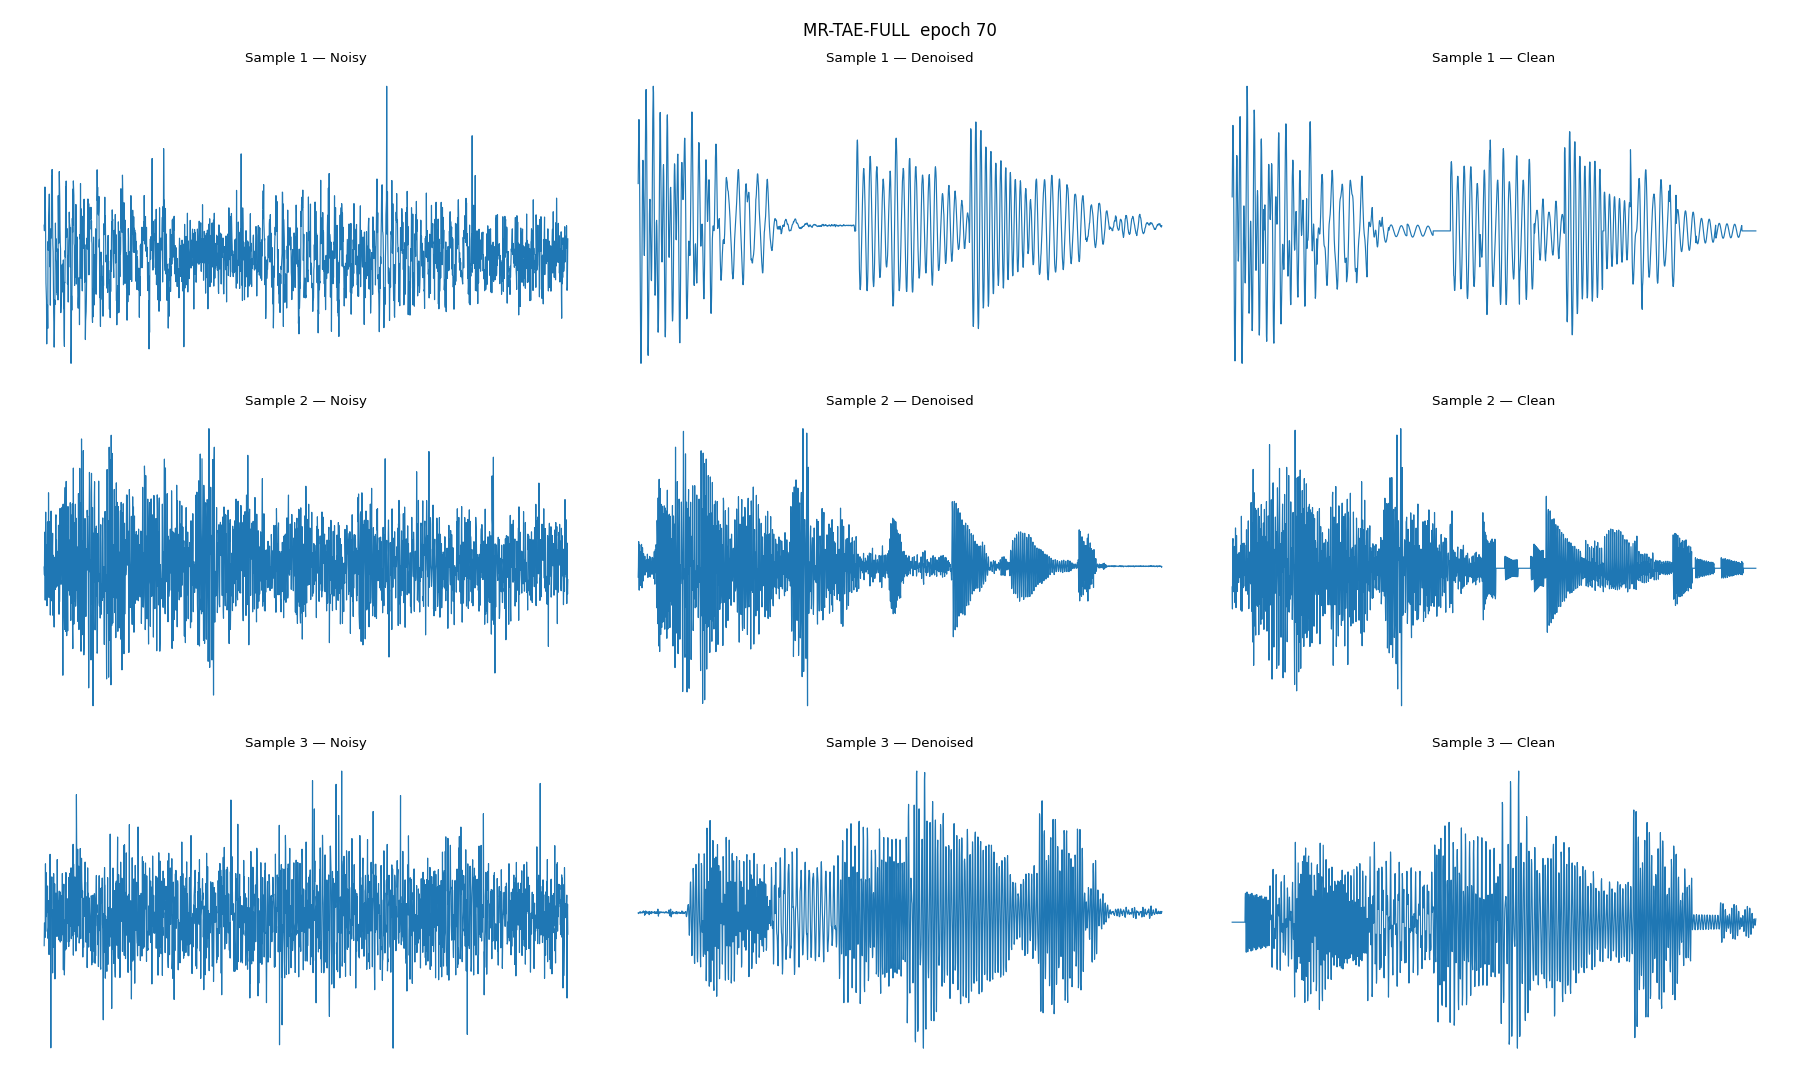 MR-TAE-FULL  epoch 70
Sample 1 — Noisy
Sample 1 — Denoised
Sample 1 — Clean
Sample 2 — Noisy
Sample 2 — Denoised
Sample 2 — Clean
Sample 3 — Noisy
Sample 3 — Denoised
Sample 3 — Clean